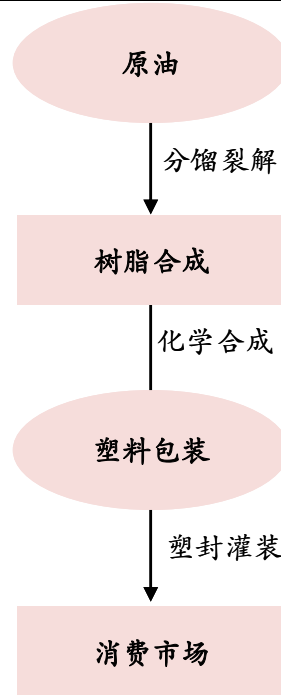 原油
分馏裂解
树脂合成
化学合成
塑料包装
塑封灌装
消费市场